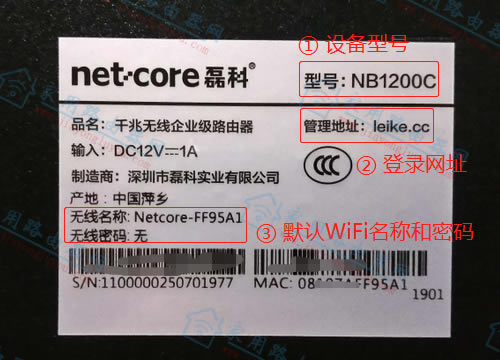 ① 设备型号
net-core 磊科®
型号: NB1200C
品名: 千兆无线企业级路由器
管理地址: leike.cc
输入: DC12V⎓1A
② 登录网址
制造商: 深圳市磊科实业有限公司
产地: 中国萍乡
无线名称: Netcore-FF95A1
③ 默认WiFi名称和密码
无线密码: 无
S/N:1100000250701977
MAC:
1901